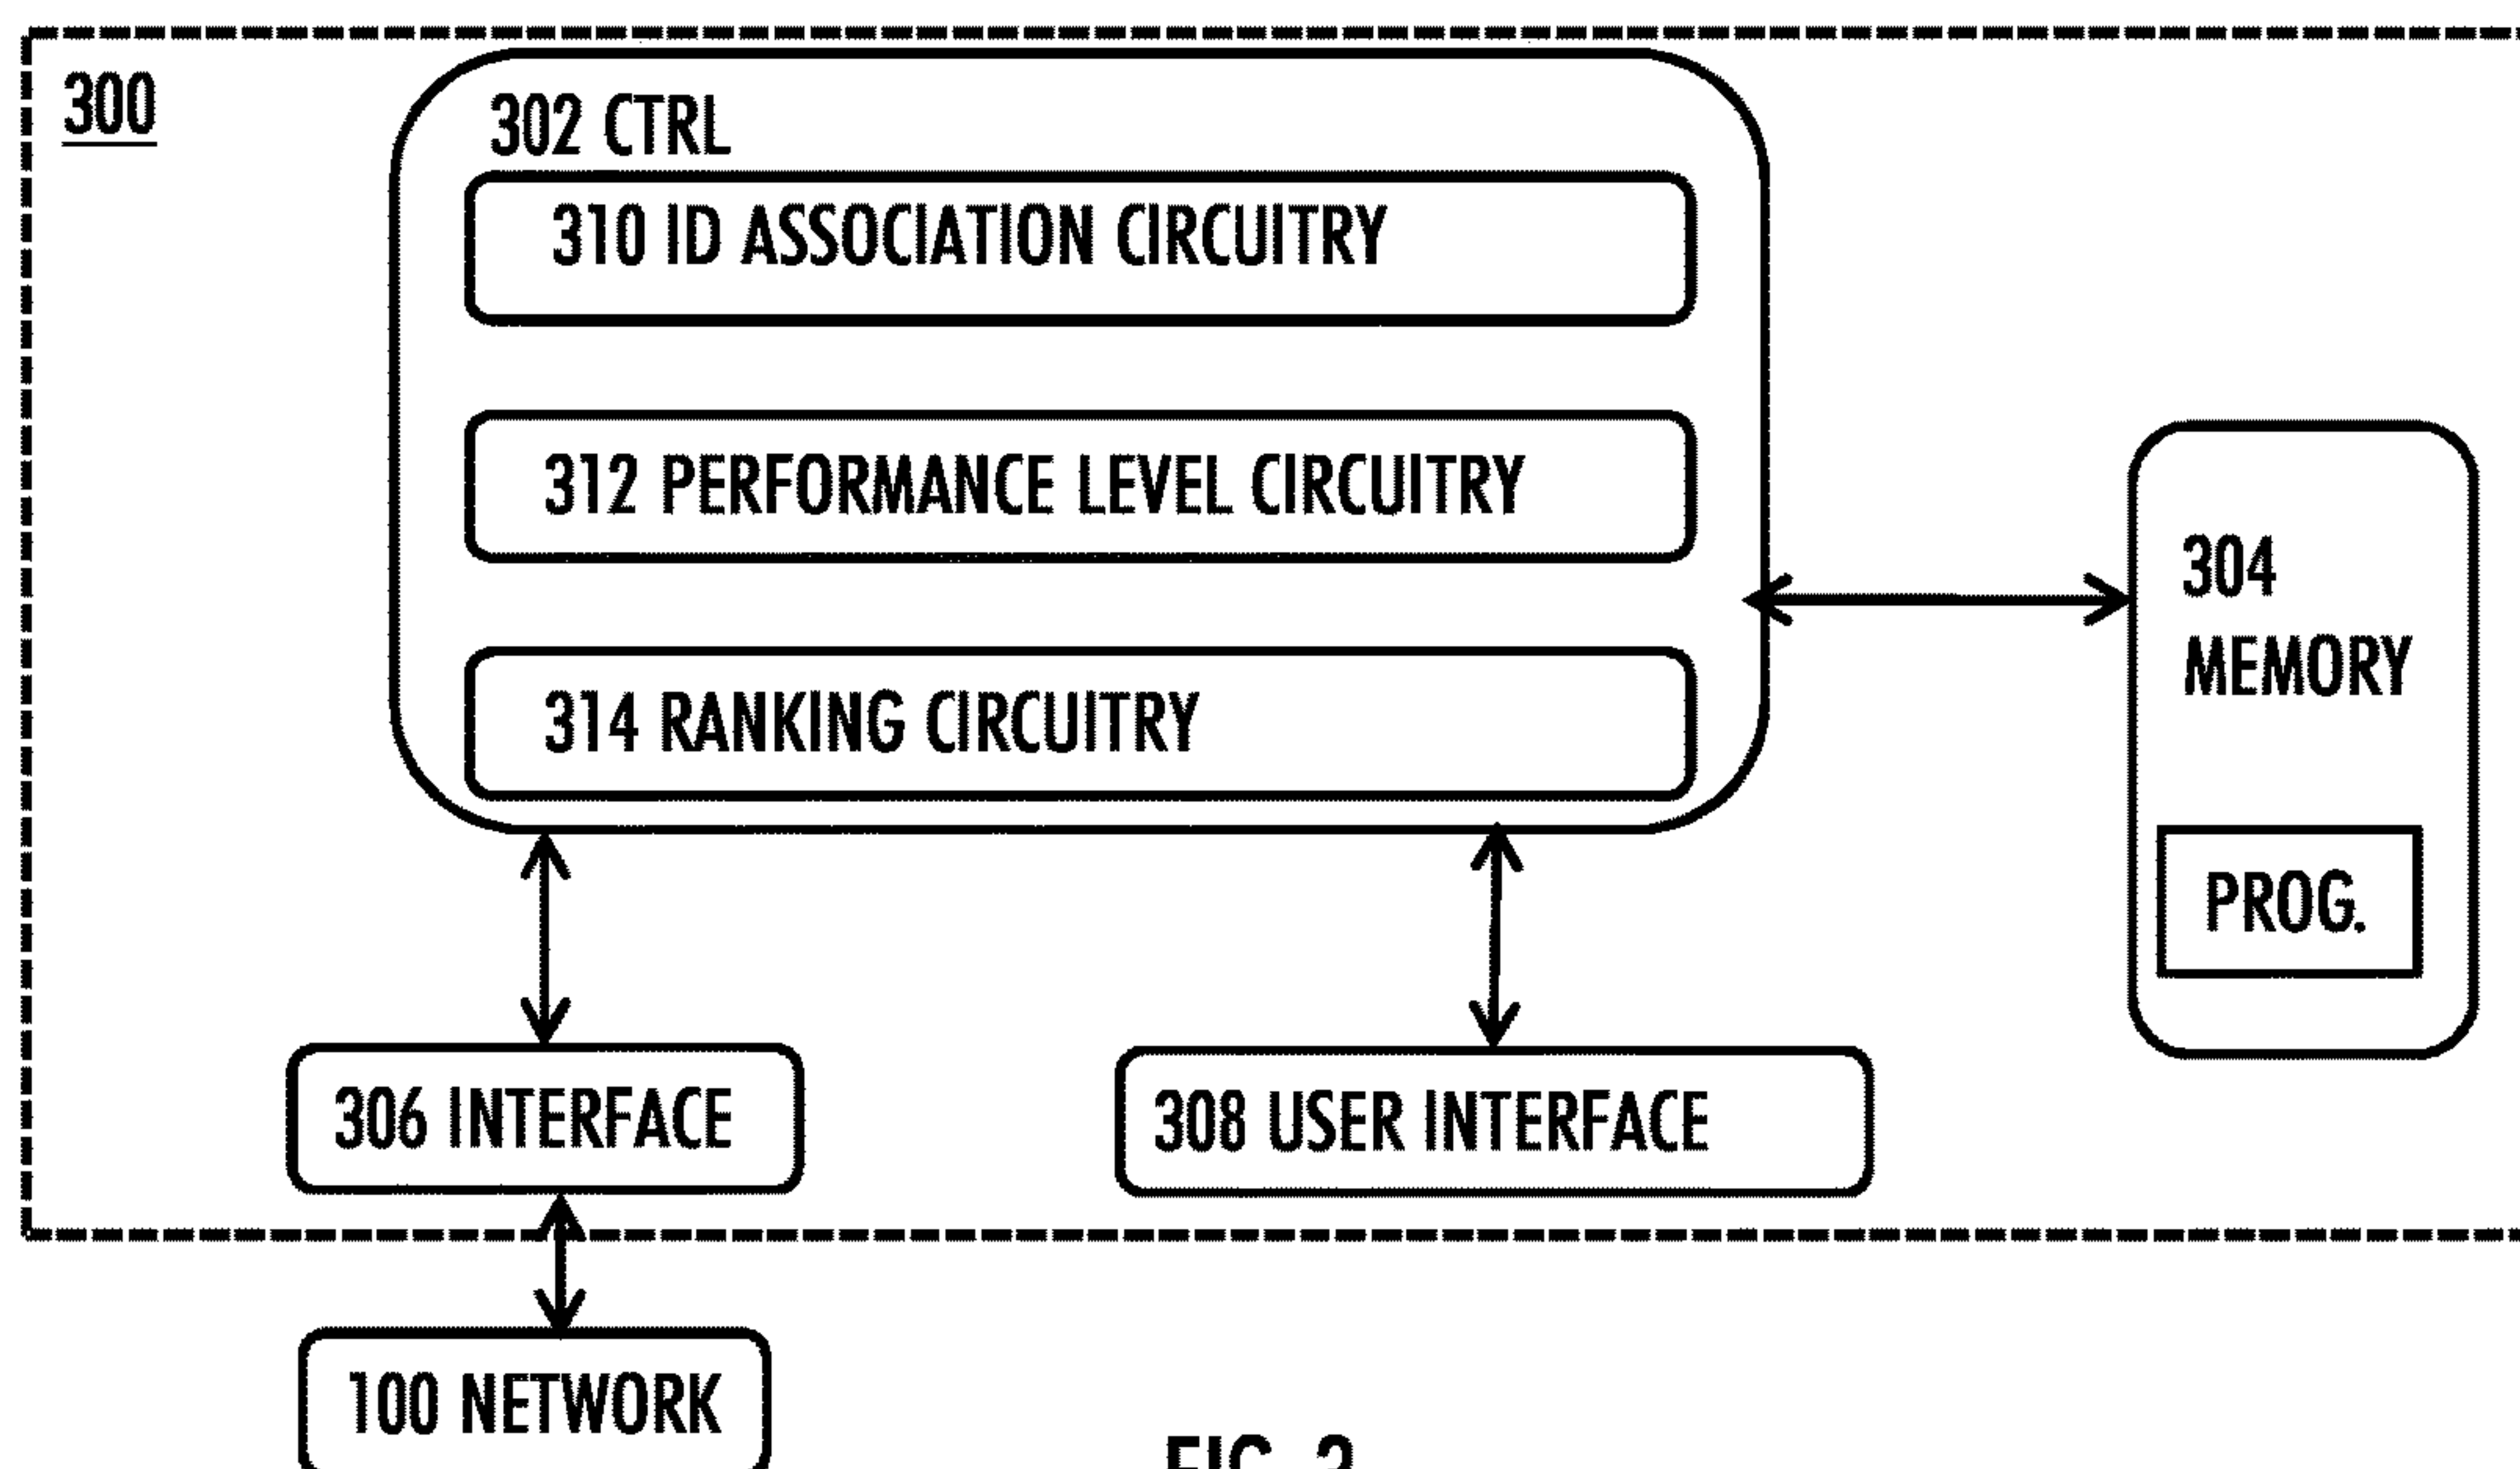 300
302 CTRL
310 ID ASSOCIATION CIRCUITRY
312 PERFORMANCE LEVEL CIRCUITRY
304
MEMORY
314 RANKING CIRCUITRY
PROG.
306 INTERFACE
308 USER INTERFACE
100 NETWORK
FIG.